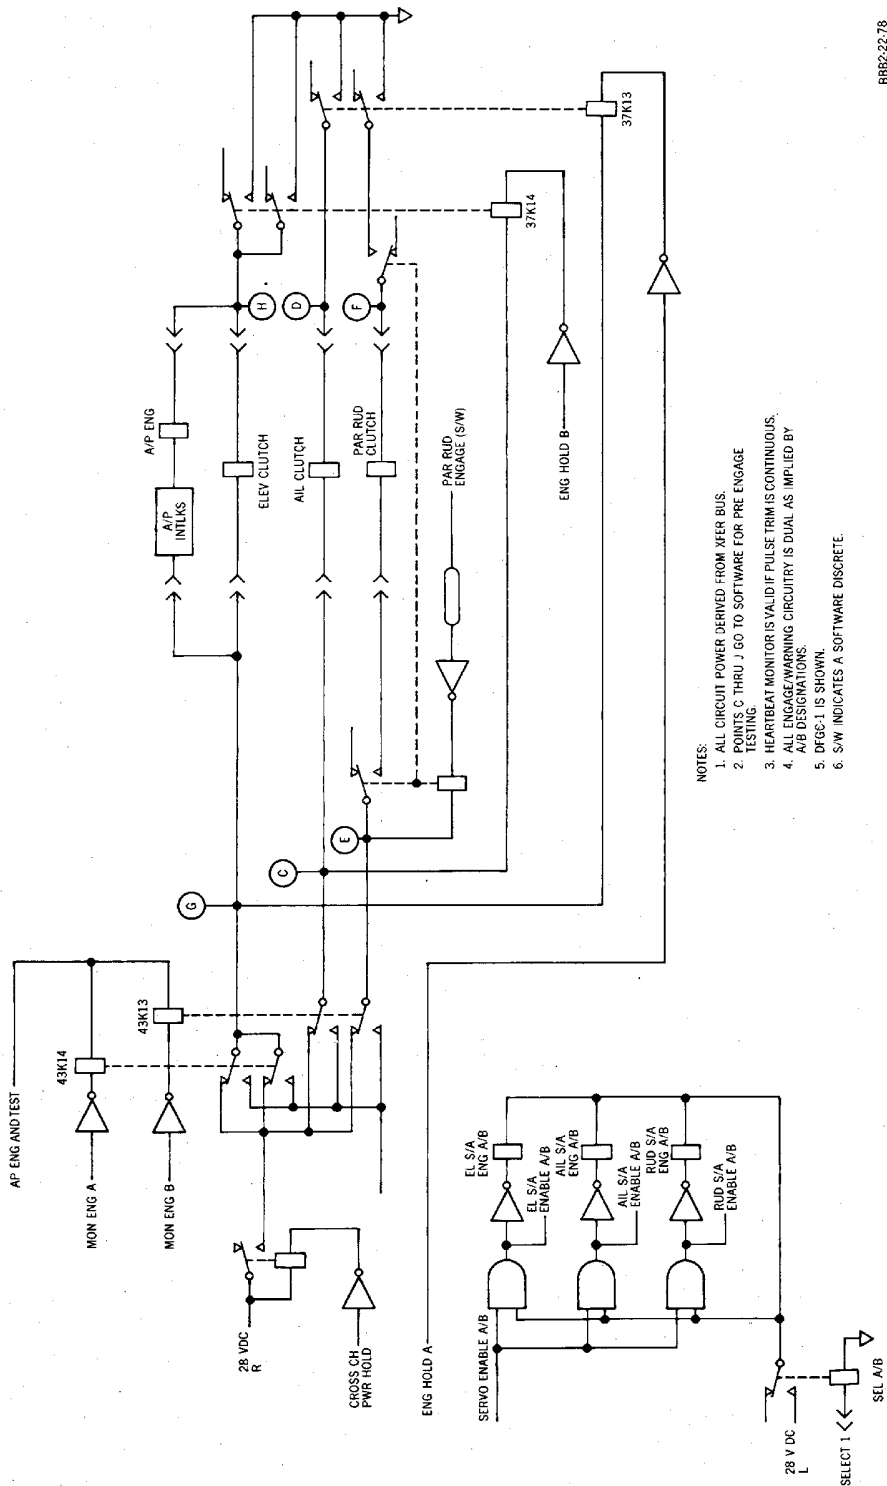 AP ENG AND TEST
43K14
43K13
MON ENG A
MON ENG B
28 VDC
R
CROSS CH
PWR HOLD
ENG HOLD A
SERVO ENABLE A/B
28 V DC
L
SELECT 1
SEL A/B
EL S/A
ENG A/B
EL S/A
ENABLE A/B
AIL S/A
ENG A/B
AIL S/A
ENABLE A/B
RUD S/A
ENG A/B
RUD S/A
ENABLE A/B
G
C
E
A/P
INTLKS
A/P ENG
ELEV CLUTCH
AIL CLUTCH
PAR RUD
CLUTCH
PAR RUD
ENGAGE (S/W)
H
D
F
ENG HOLD B
37K14
37K13
NOTES:
1. ALL CIRCUIT POWER DERIVED FROM XFER BUS.
2. POINTS C THRU J GO TO SOFTWARE FOR PRE ENGAGE
TESTING.
3. HEARTBEAT MONITOR IS VALID IF PULSE TRIM IS CONTINUOUS.
4. ALL ENGAGE/WARNING CIRCUITRY IS DUAL AS IMPLIED BY
A/B DESIGNATIONS.
5. DFGC-1 IS SHOWN.
6. S/W INDICATES A SOFTWARE DISCRETE.
BBB2-22-78